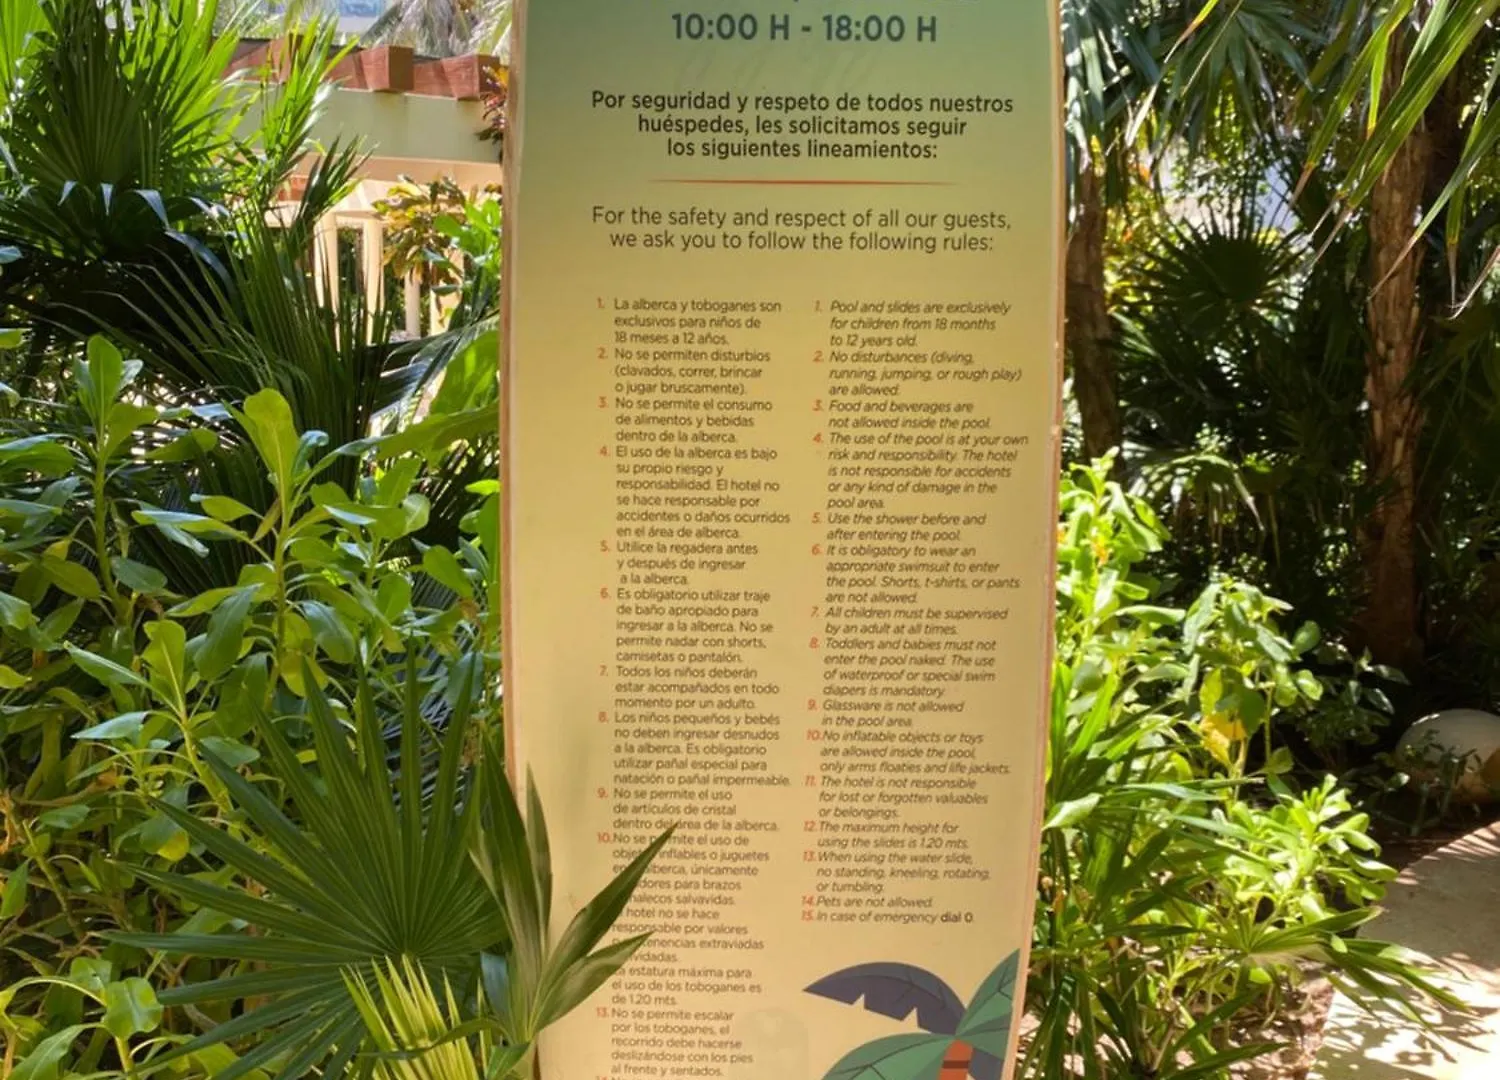 10:00 H - 18:00 H
Por seguridad y respeto de todos nuestros
huéspedes, les solicitamos seguir
los siguientes lineamientos:
For the safety and respect of all our guests,
we ask you to follow the following rules:
1. La alberca y toboganes son
exclusivos para niños de
18 meses a 12 años.
2. No se permiten disturbios
(clavados, correr, brincar
o jugar bruscamente).
3. No se permite el consumo
de alimentos y bebidas
dentro de la alberca.
4. El uso de la alberca es bajo
su propio riesgo y
responsabilidad. El hotel no
se hace responsable por
accidentes o daños ocurridos
en el área de alberca.
5. Utilice la regadera antes
y después de ingresar
a la alberca.
6. Es obligatorio utilizar traje
de baño apropiado para
ingresar a la alberca. No se
permite nadar con shorts,
camisetas o pantalón.
7. Todos los niños deberán
estar acompañados en todo
momento por un adulto.
8. Los niños pequeños y bebés
no deben ingresar desnudos
a la alberca. Es obligatorio
utilizar pañal especial para
natación o pañal impermeable.
9. No se permite el uso
de artículos de cristal
dentro del área de la alberca.
10. No se permite el uso de
inflables o juguetes
únicamente
para brazos
salvavidas.
hotel no se hace
responsable por valores
extraviadas
estatura máxima para
el uso de los toboganes es
de 1.20 mts.
13. No se permite escalar
por los toboganes, el
recorrido debe hacerse
deslizándose con los pies
al frente y sentados.
1. Pool and slides are exclusively
for children from 18 months
to 12 years old.
2. No disturbances (diving,
running, jumping, or rough play)
are allowed.
3. Food and beverages are
not allowed inside the pool.
4. The use of the pool is at your own
risk and responsibility. The hotel
is not responsible for accidents
or any kind of damage in the
pool area.
5. Use the shower before and
after entering the pool.
6. It is obligatory to wear an
appropriate swimsuit to enter
the pool. Shorts, t-shirts, or pants
are not allowed.
7. All children must be supervised
by an adult at all times.
8. Toddlers and babies must not
enter the pool naked. The use
of waterproof or special swim
diapers is mandatory.
9. Glassware is not allowed
in the pool area.
10. No inflatable objects or toys
are allowed inside the pool,
only arms floaties and life jackets.
11. The hotel is not responsible
for lost or forgotten valuables
or belongings.
12. The maximum height for
using the slides is 1.20 mts.
13. When using the water slide,
no standing, kneeling, rotating,
or tumbling.
14. Pets are not allowed.
15. In case of emergency dial 0.